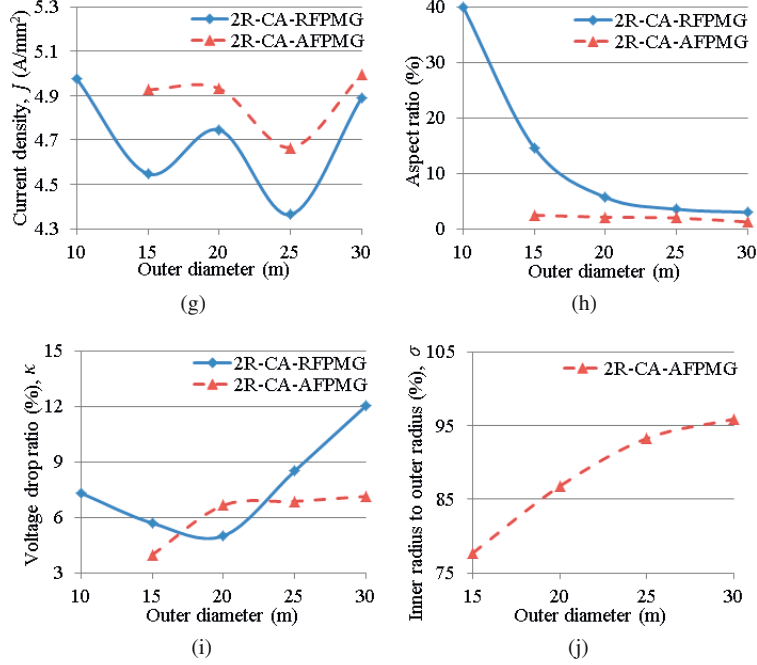 5.3
5.1
4.9
4.7
4.5
4.3
Current density, J (A/mm²)
2R-CA-RFPMG
2R-CA-AFPMG
10 15 20 25 30
Outer diameter (m)
(g)
40
30
20
10
0
Aspect ratio (%)
2R-CA-RFPMG
2R-CA-AFPMG
10 15 20 25 30
Outer diameter (m)
(h)
15
12
9
6
3
Voltage drop ratio (%), κ
2R-CA-RFPMG
2R-CA-AFPMG
10 15 20 25 30
Outer diameter (m)
(i)
105
95
85
75
Inner radius to outer radius (%), σ
2R-CA-AFPMG
15 20 25 30
Outer diameter (m)
(j)